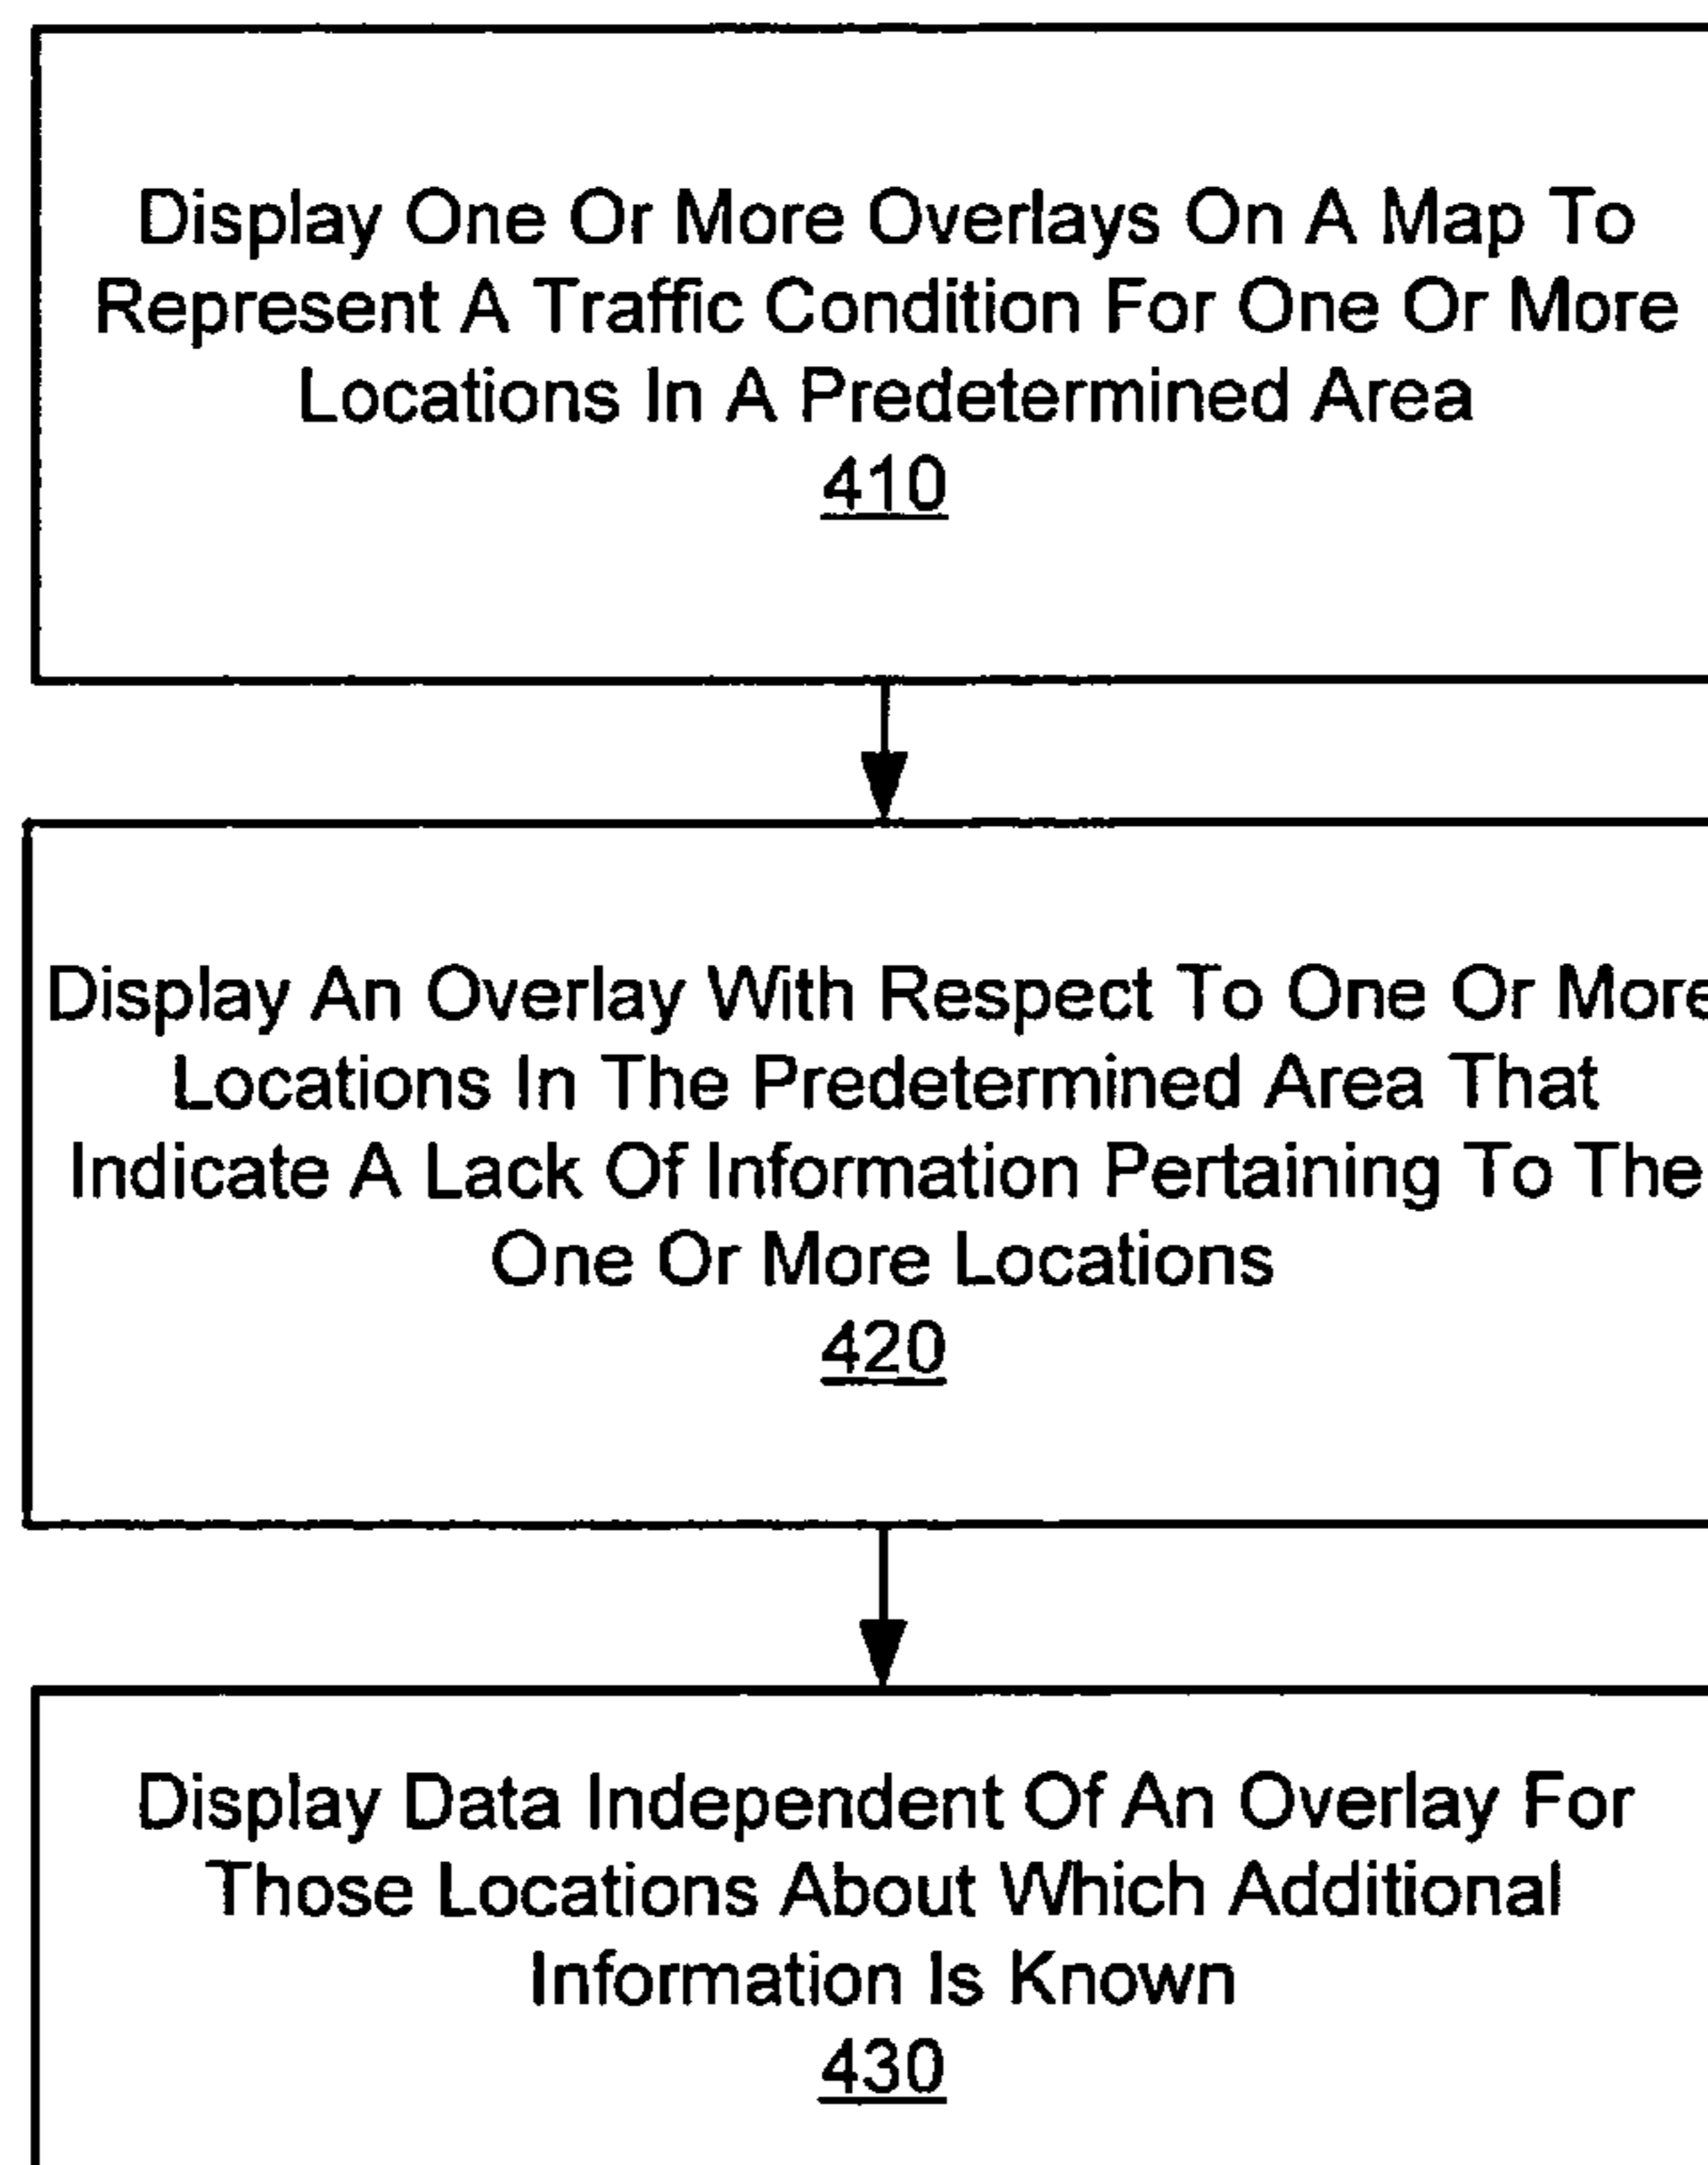 Display One Or More Overlays On A Map To
Represent A Traffic Condition For One Or More
Locations In A Predetermined Area
410
Display An Overlay With Respect To One Or More
Locations In The Predetermined Area That
Indicate A Lack Of Information Pertaining To The
One Or More Locations
420
Display Data Independent Of An Overlay For
Those Locations About Which Additional
Information Is Known
430